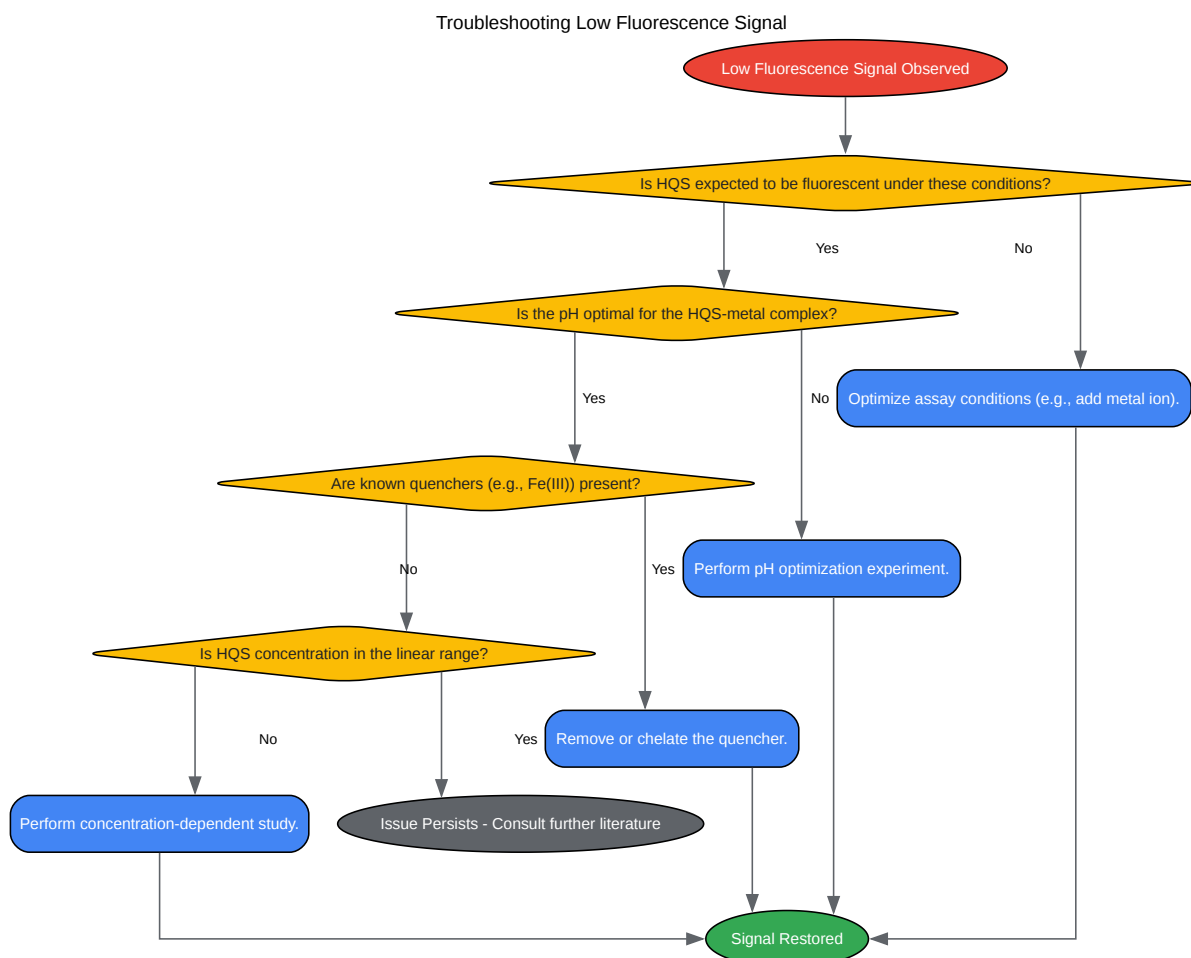 Troubleshooting Low Fluorescence Signal
Low Fluorescence Signal Observed
Is HQS expected to be fluorescent under these conditions?
Yes
No
Is the pH optimal for the HQS-metal complex?
Yes
No
Optimize assay conditions (e.g., add metal ion).
Are known quenchers (e.g., Fe(III)) present?
No
Yes
Perform pH optimization experiment.
Is HQS concentration in the linear range?
No
Yes
Remove or chelate the quencher.
Perform concentration-dependent study.
Issue Persists - Consult further literature
Signal Restored